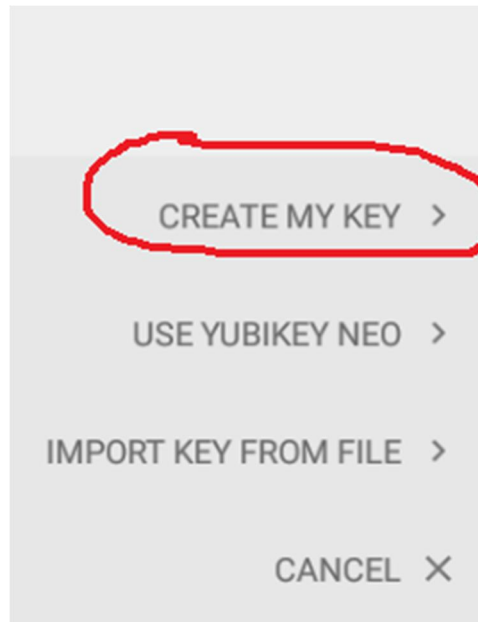 CREATE MY KEY
USE YUBIKEY NEO
IMPORT KEY FROM FILE
CANCEL